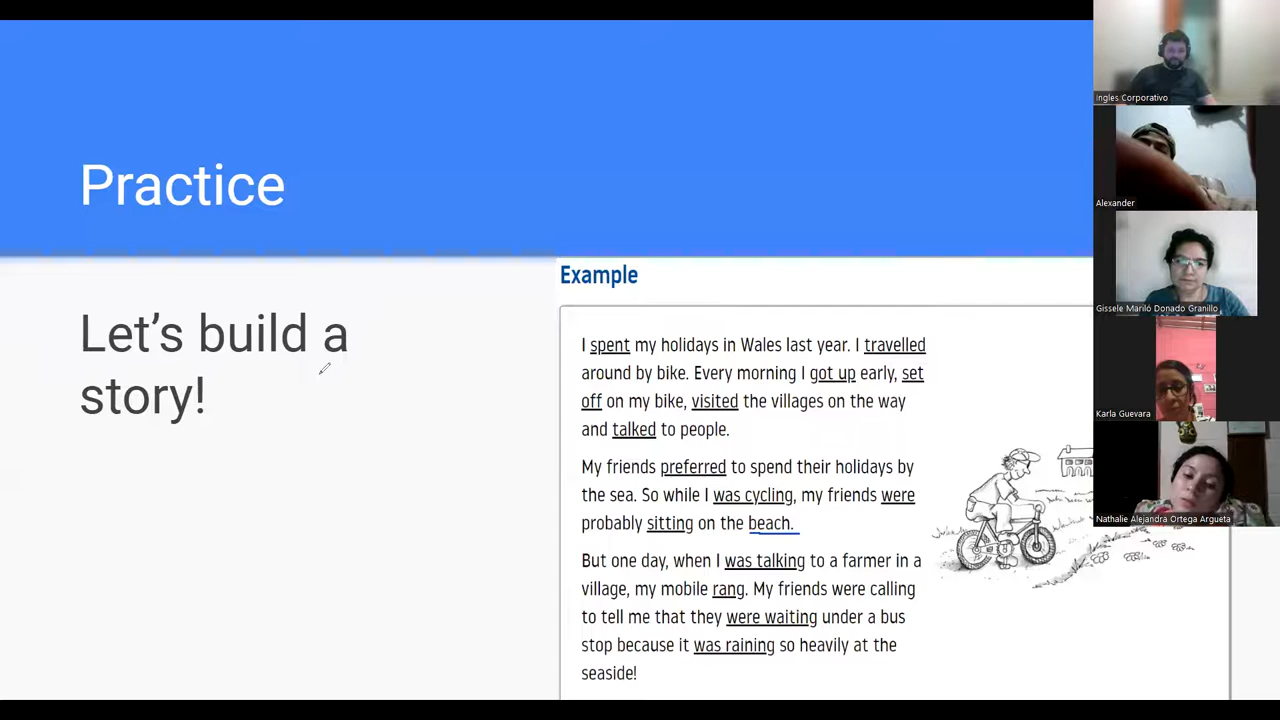 Practice
Let's build a
story!
Example
I spent my holidays in Wales last year. I travelled
around by bike. Every morning I got up early, set
off on my bike, visited the villages on the way
and talked to people.
My friends preferred to spend their holidays by
the sea. So while I was cycling, my friends were
probably sitting on the beach.
But one day, when I was talking to a farmer in a
village, my mobile rang. My friends were calling
to tell me that they were waiting under a bus
stop because it was raining so heavily at the
seaside!
Ingles Corporativo
Alexander
Gissele Mariló Donado Granillo
Karla Guevara
Nathalie Alejandra Ortega Argueta